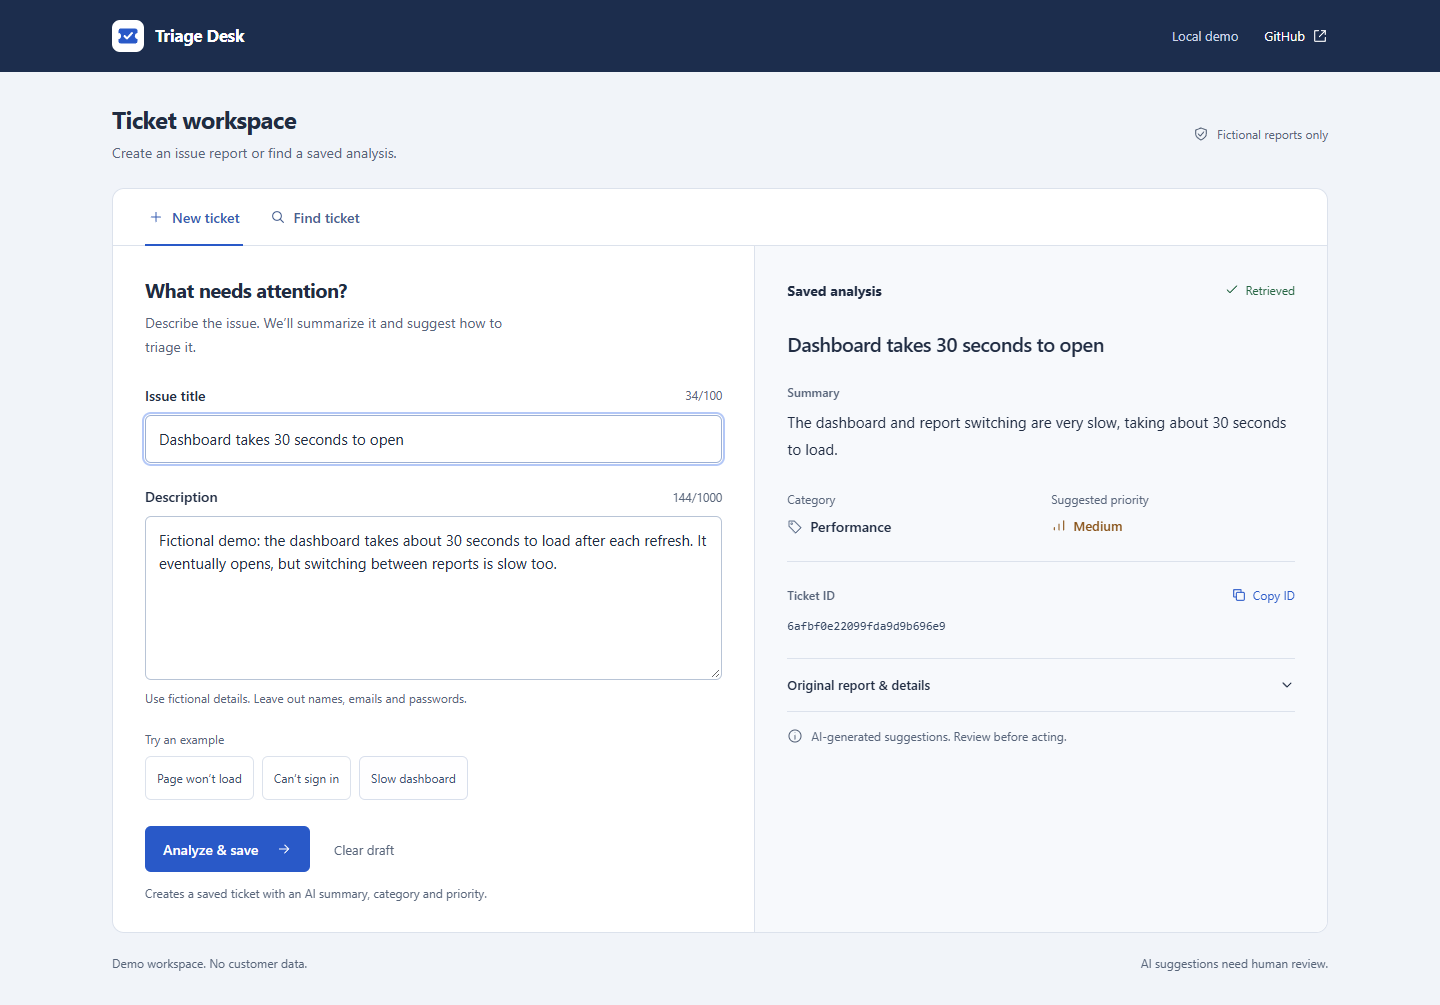 Triage Desk
Local demo
GitHub
Ticket workspace
Create an issue report or find a saved analysis.
Fictional reports only
New ticket
Find ticket
What needs attention?
Describe the issue. We’ll summarize it and suggest how to
triage it.
Issue title
34/100
Dashboard takes 30 seconds to open
Description
144/1000
Fictional demo: the dashboard takes about 30 seconds to load after each refresh. It
eventually opens, but switching between reports is slow too.
Use fictional details. Leave out names, emails and passwords.
Try an example
Page won’t load
Can’t sign in
Slow dashboard
Analyze & save
Clear draft
Creates a saved ticket with an AI summary, category and priority.
Saved analysis
Retrieved
Dashboard takes 30 seconds to open
Summary
The dashboard and report switching are very slow, taking about 30 seconds
to load.
Category
Performance
Suggested priority
Medium
Ticket ID
Copy ID
6afbf0e22099fda9d9b696e9
Original report & details
AI-generated suggestions. Review before acting.
Demo workspace. No customer data.
AI suggestions need human review.